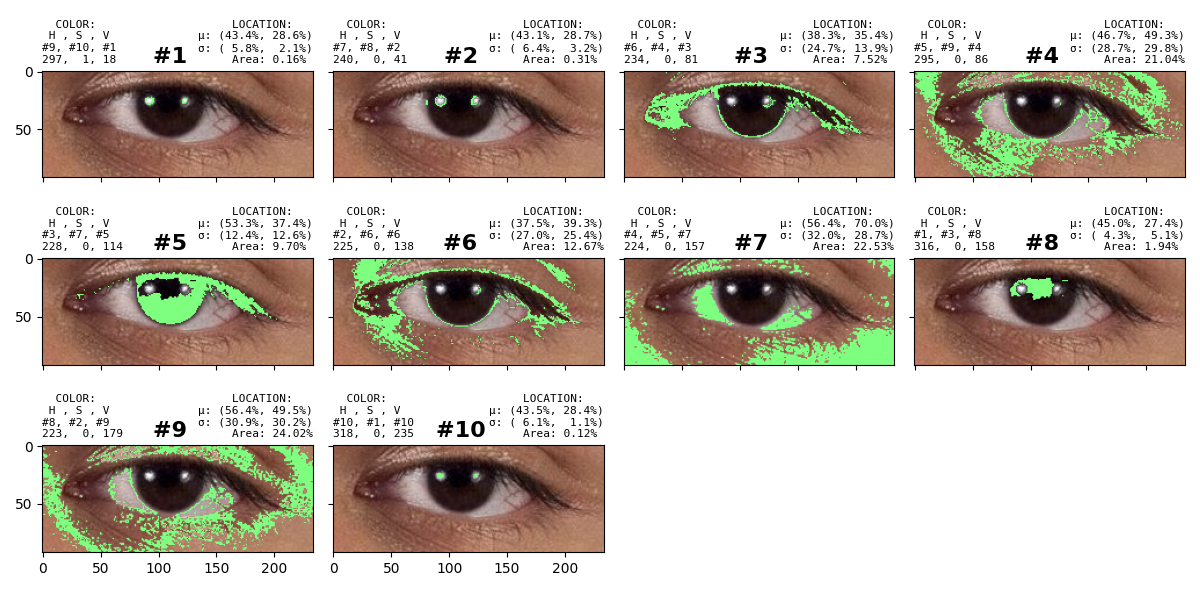 COLOR: LOCATION: COLOR: LOCATION: COLOR: LOCATION: COLOR: LOCATION:
H , S , V μ: (43.4%, 28.6%) H , S , V μ: (43.1%, 28.7%) H , S , V μ: (38.3%, 35.4%) H , S , V μ: (46.7%, 49.3%)
#9, #10, #1 #1 σ: ( 5.8%, 2.1%) #7, #8, #2 #2 σ: ( 6.4%, 3.2%) #6, #4, #3 #3 σ: (24.7%, 13.9%) #5, #9, #4 #4 σ: (28.7%, 29.8%)
297, 1, 18 Area: 0.16% 240, 0, 41 Area: 0.31% 234, 0, 81 Area: 7.52% 295, 0, 86 Area: 21.04%
0
50
COLOR: LOCATION: COLOR: LOCATION: COLOR: LOCATION: COLOR: LOCATION:
H , S , V μ: (53.3%, 37.4%) H , S , V μ: (37.5%, 39.3%) H , S , V μ: (56.4%, 70.0%) H , S , V μ: (45.0%, 27.4%)
#3, #7, #5 #5 σ: (12.4%, 12.6%) #2, #6, #6 #6 σ: (27.0%, 25.4%) #4, #5, #7 #7 σ: (32.0%, 28.7%) #1, #3, #8 #8 σ: ( 4.3%, 5.1%)
228, 0, 114 Area: 9.70% 225, 0, 138 Area: 12.67% 224, 0, 157 Area: 22.53% 316, 0, 158 Area: 1.94%
0
50
COLOR: LOCATION: COLOR: LOCATION:
H , S , V μ: (56.4%, 49.5%) H , S , V μ: (43.5%, 28.4%)
#8, #2, #9 #9 σ: (30.9%, 30.2%) #10, #1, #10 #10 σ: ( 6.1%, 1.1%)
223, 0, 179 Area: 24.02% 318, 0, 235 Area: 0.12%
0
50
0 50 100 150 200 0 50 100 150 200